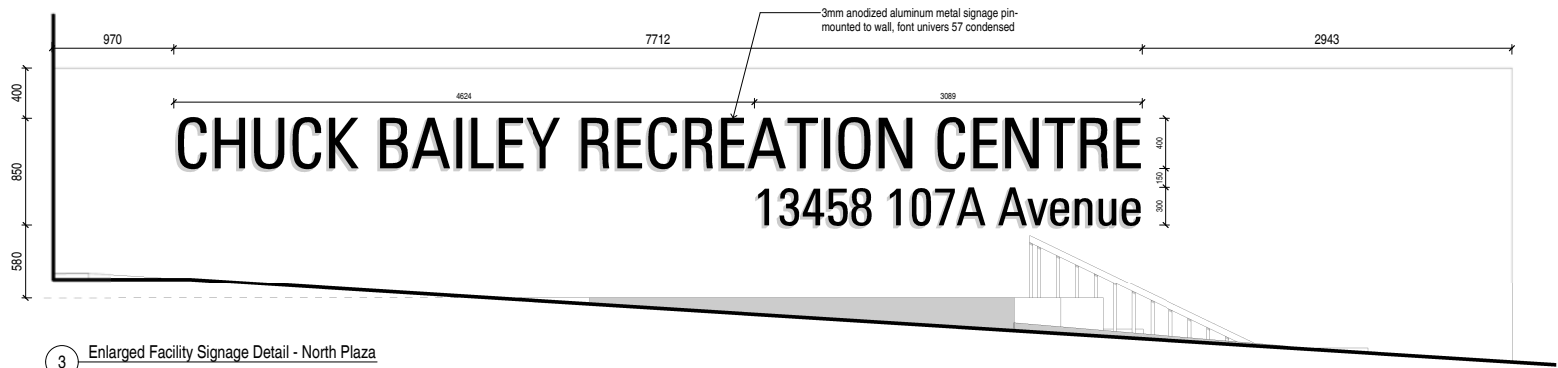 3mm anodized aluminum metal signage pin-
mounted to wall, font univers 57 condensed
970
7712
2943
400
4624
3089
CHUCK BAILEY RECREATION CENTRE
400
850
150
13458 107A Avenue
300
580
3
Enlarged Facility Signage Detail - North Plaza